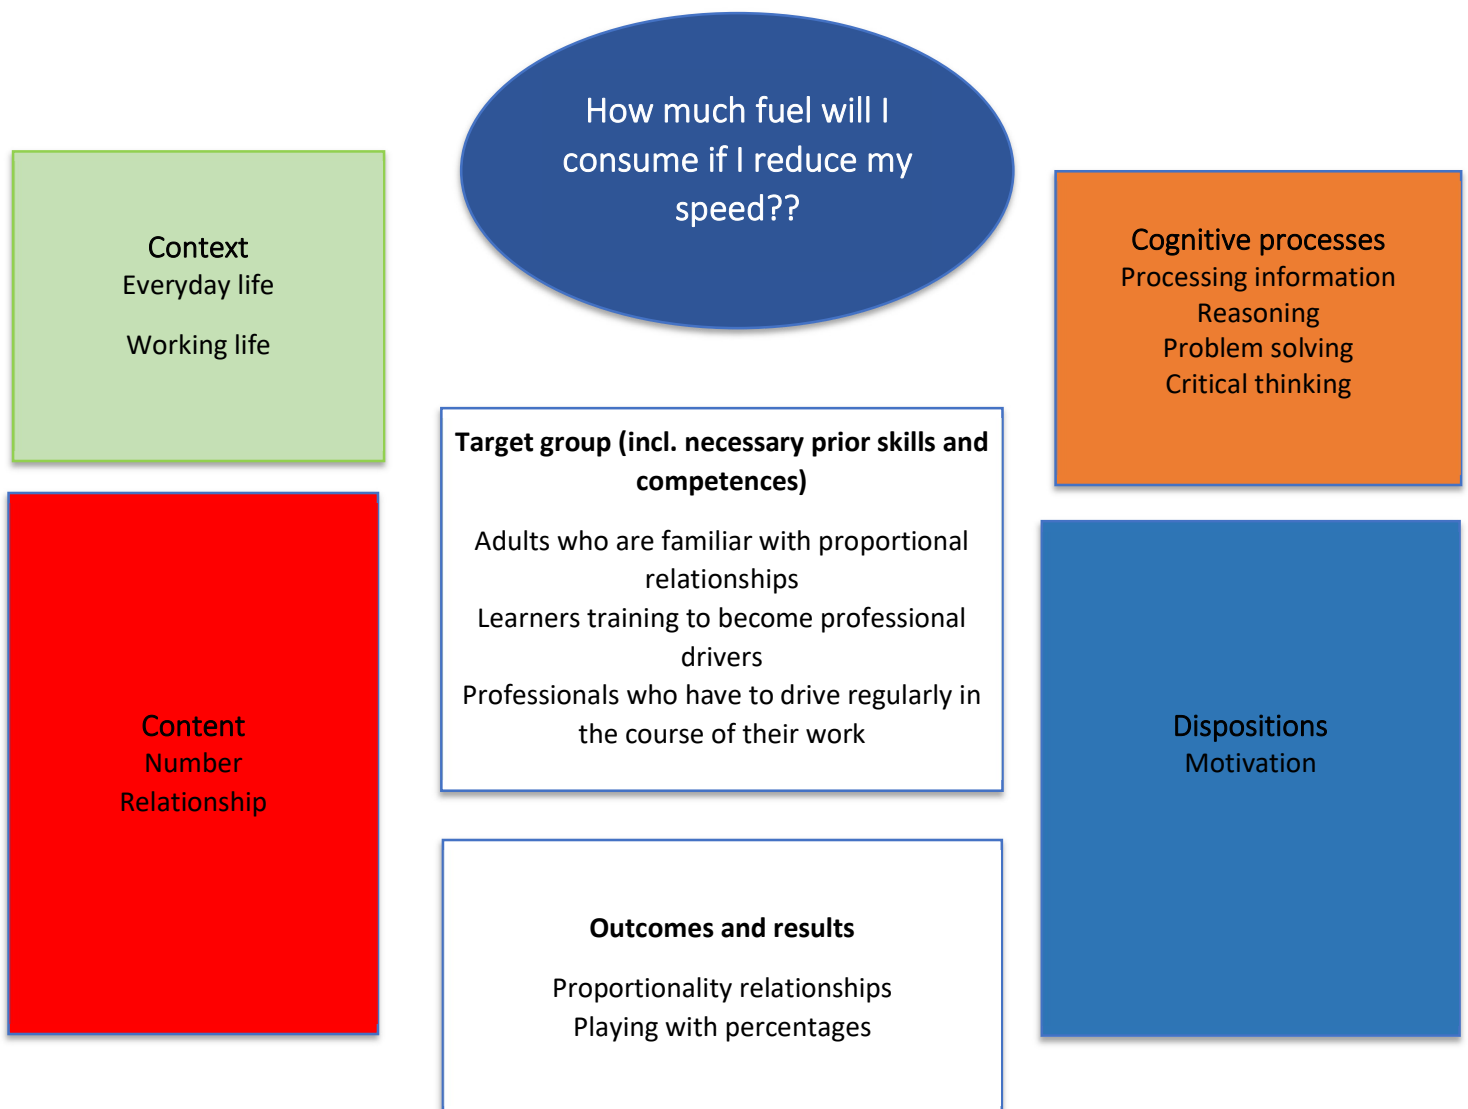 How much fuel will I
consume if I reduce my
speed??
Context
Everyday life
Working life
Cognitive processes
Processing information
Reasoning
Problem solving
Critical thinking
Target group (incl. necessary prior skills and
competences)
Adults who are familiar with proportional
relationships
Learners training to become professional
drivers
Professionals who have to drive regularly in
the course of their work
Content
Number
Relationship
Dispositions
Motivation
Outcomes and results
Proportionality relationships
Playing with percentages